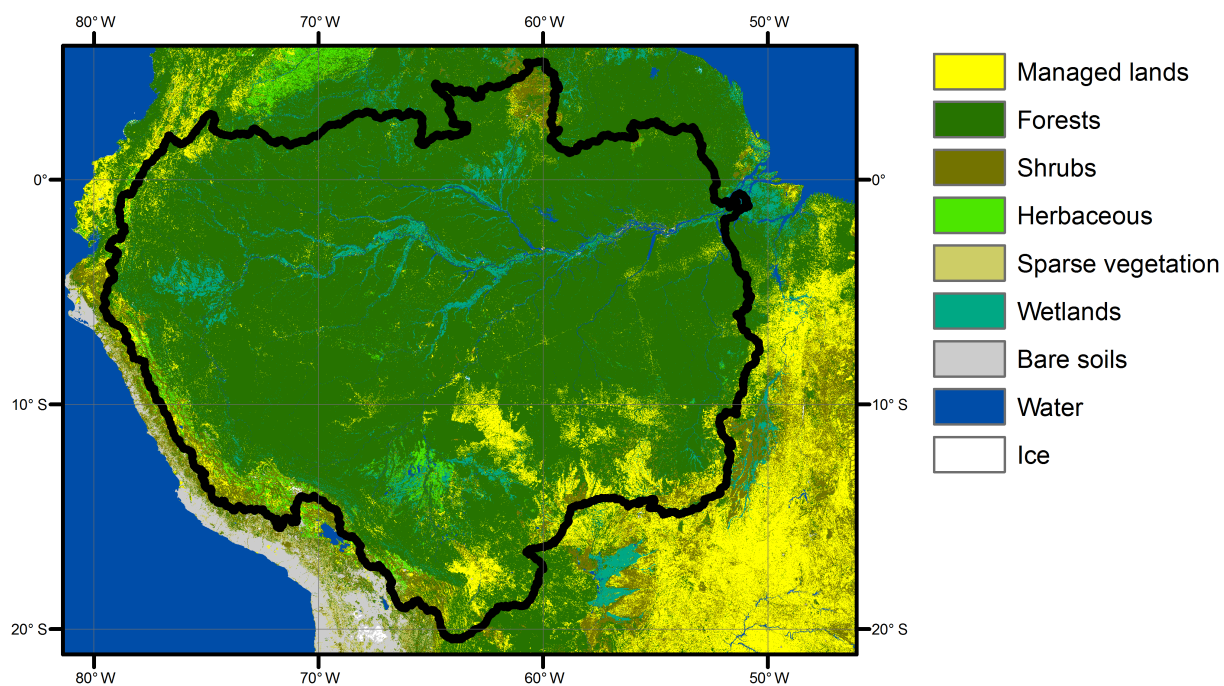 80° W 70° W 60° W 50° W
0° 0°
10° S 10° S
20° S 20° S
80° W 70° W 60° W 50° W
Managed lands
Forests
Shrubs
Herbaceous
Sparse vegetation
Wetlands
Bare soils
Water
Ice